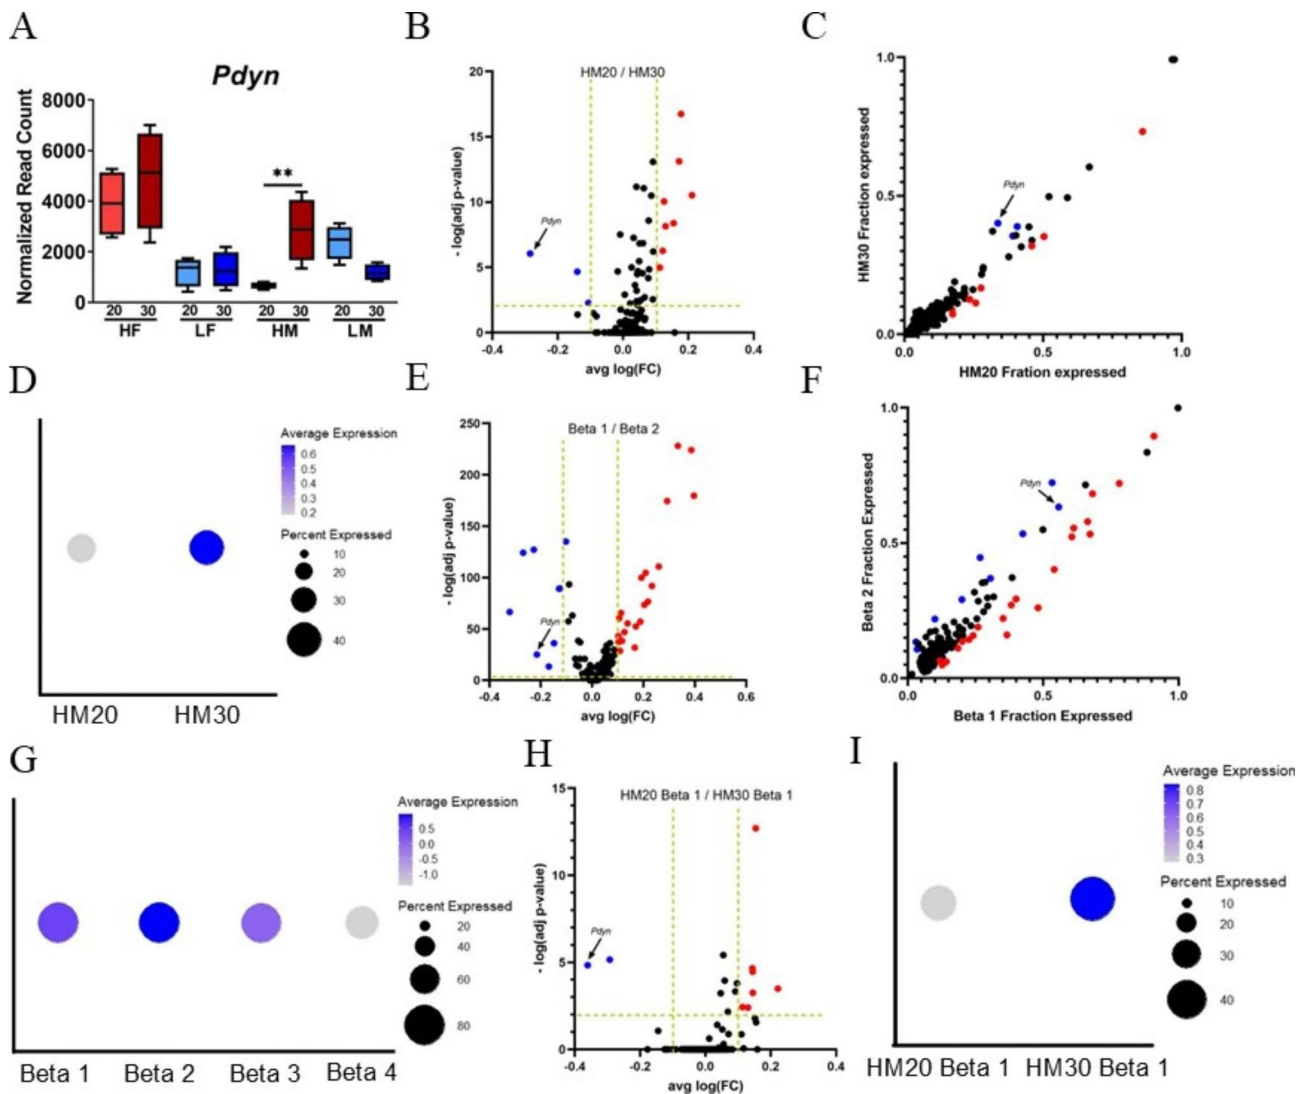 A
Pdyn
Normalized Read Count
8000
6000
4000
2000
0
**
20 30 20 30 20 30 20 30
HF LF HM LM
B
HM20 / HM30
- log(adj p-value)
20
15
10
5
0
Pdyn
-0.4 -0.2 0.0 0.2 0.4
avg log(FC)
C
HM30 Fraction expressed
1.0
0.5
0.0
Pdyn
0.0 0.5 1.0
HM20 Fration expressed
D
Average Expression
0.6
0.5
0.4
0.3
0.2
Percent Expressed
10
20
30
40
HM20 HM30
E
Beta 1 / Beta 2
- log(adj p-value)
250
200
150
100
50
0
Pdyn
-0.4 -0.2 0.0 0.2 0.4 0.6
avg log(FC)
F
Beta 2 Fraction Expressed
1.0
0.5
0.0
Pdyn
0.0 0.5 1.0
Beta 1 Fraction Expressed
G
Average Expression
0.5
0.0
-0.5
-1.0
Percent Expressed
20
40
60
80
Beta 1 Beta 2 Beta 3 Beta 4
H
HM20 Beta 1 / HM30 Beta 1
- log(adj p-value)
15
10
5
0
Pdyn
-0.4 -0.2 0.0 0.2 0.4
avg log(FC)
I
Average Expression
0.8
0.7
0.6
0.5
0.4
0.3
Percent Expressed
10
20
30
40
HM20 Beta 1 HM30 Beta 1